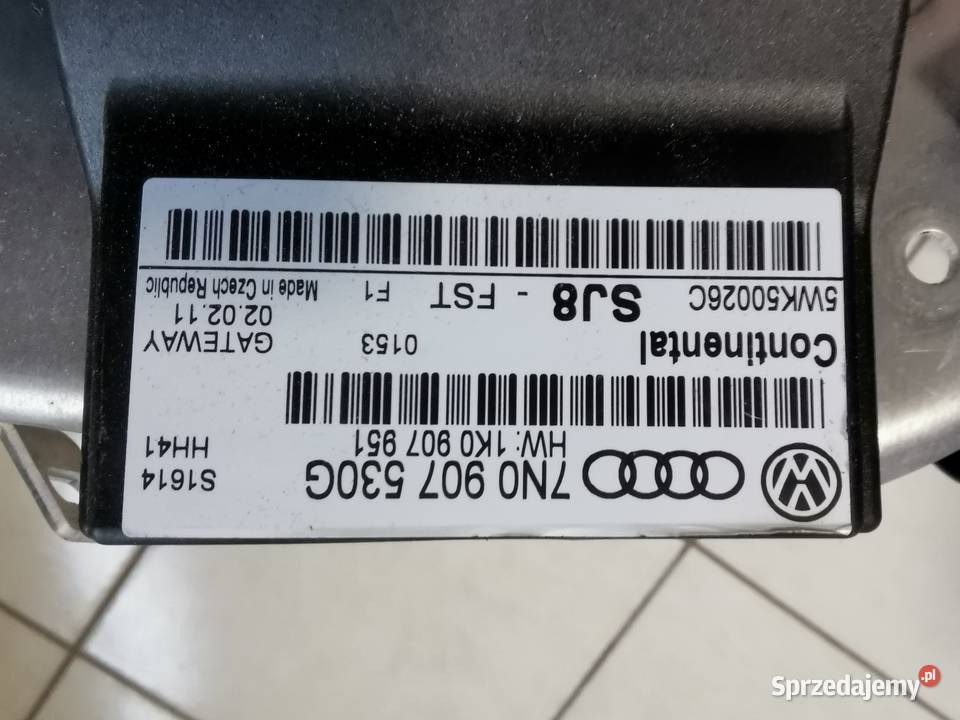 7N0 907 530G S1614
HW: 1K0 907 951 HH41
Continental 0153 GATEWAY
SJ8 - FST F1 02.02.11
5WK50026C Made in Czech Republic
Sprzedajemy.pl